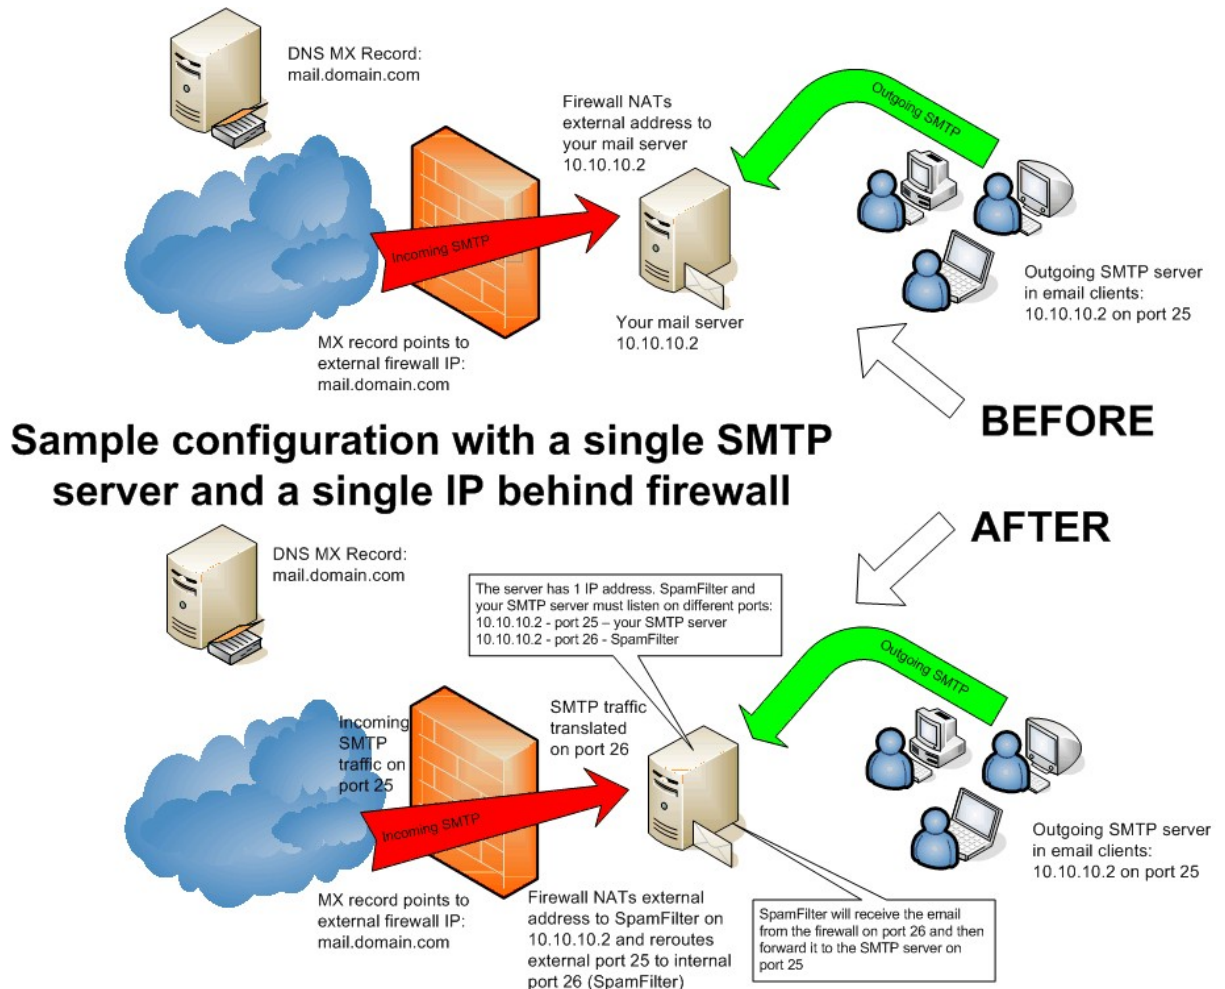 DNS MX Record:
mail.domain.com
Firewall NATs
external address to
your mail server
10.10.10.2
Outgoing SMTP
Incoming SMTP
Outgoing SMTP server
in email clients:
10.10.10.2 on port 25
Your mail server
10.10.10.2
MX record points to
external firewall IP:
mail.domain.com
BEFORE
Sample configuration with a single SMTP
server and a single IP behind firewall
AFTER
DNS MX Record:
mail.domain.com
The server has 1 IP address. SpamFilter and
your SMTP server must listen on different ports:
10.10.10.2 - port 25 – your SMTP server
10.10.10.2 - port 26 - SpamFilter
Outgoing SMTP
Incoming
SMTP
traffic on
port 25
SMTP traffic
translated
on port 26
Incoming SMTP
Outgoing SMTP server
in email clients:
10.10.10.2 on port 25
MX record points to
external firewall IP:
mail.domain.com
Firewall NATs external
address to SpamFilter on
10.10.10.2 and reroutes
external port 25 to internal
port 26 (SpamFilter)
SpamFilter will receive the email
from the firewall on port 26 and then
forward it to the SMTP server on
port 25